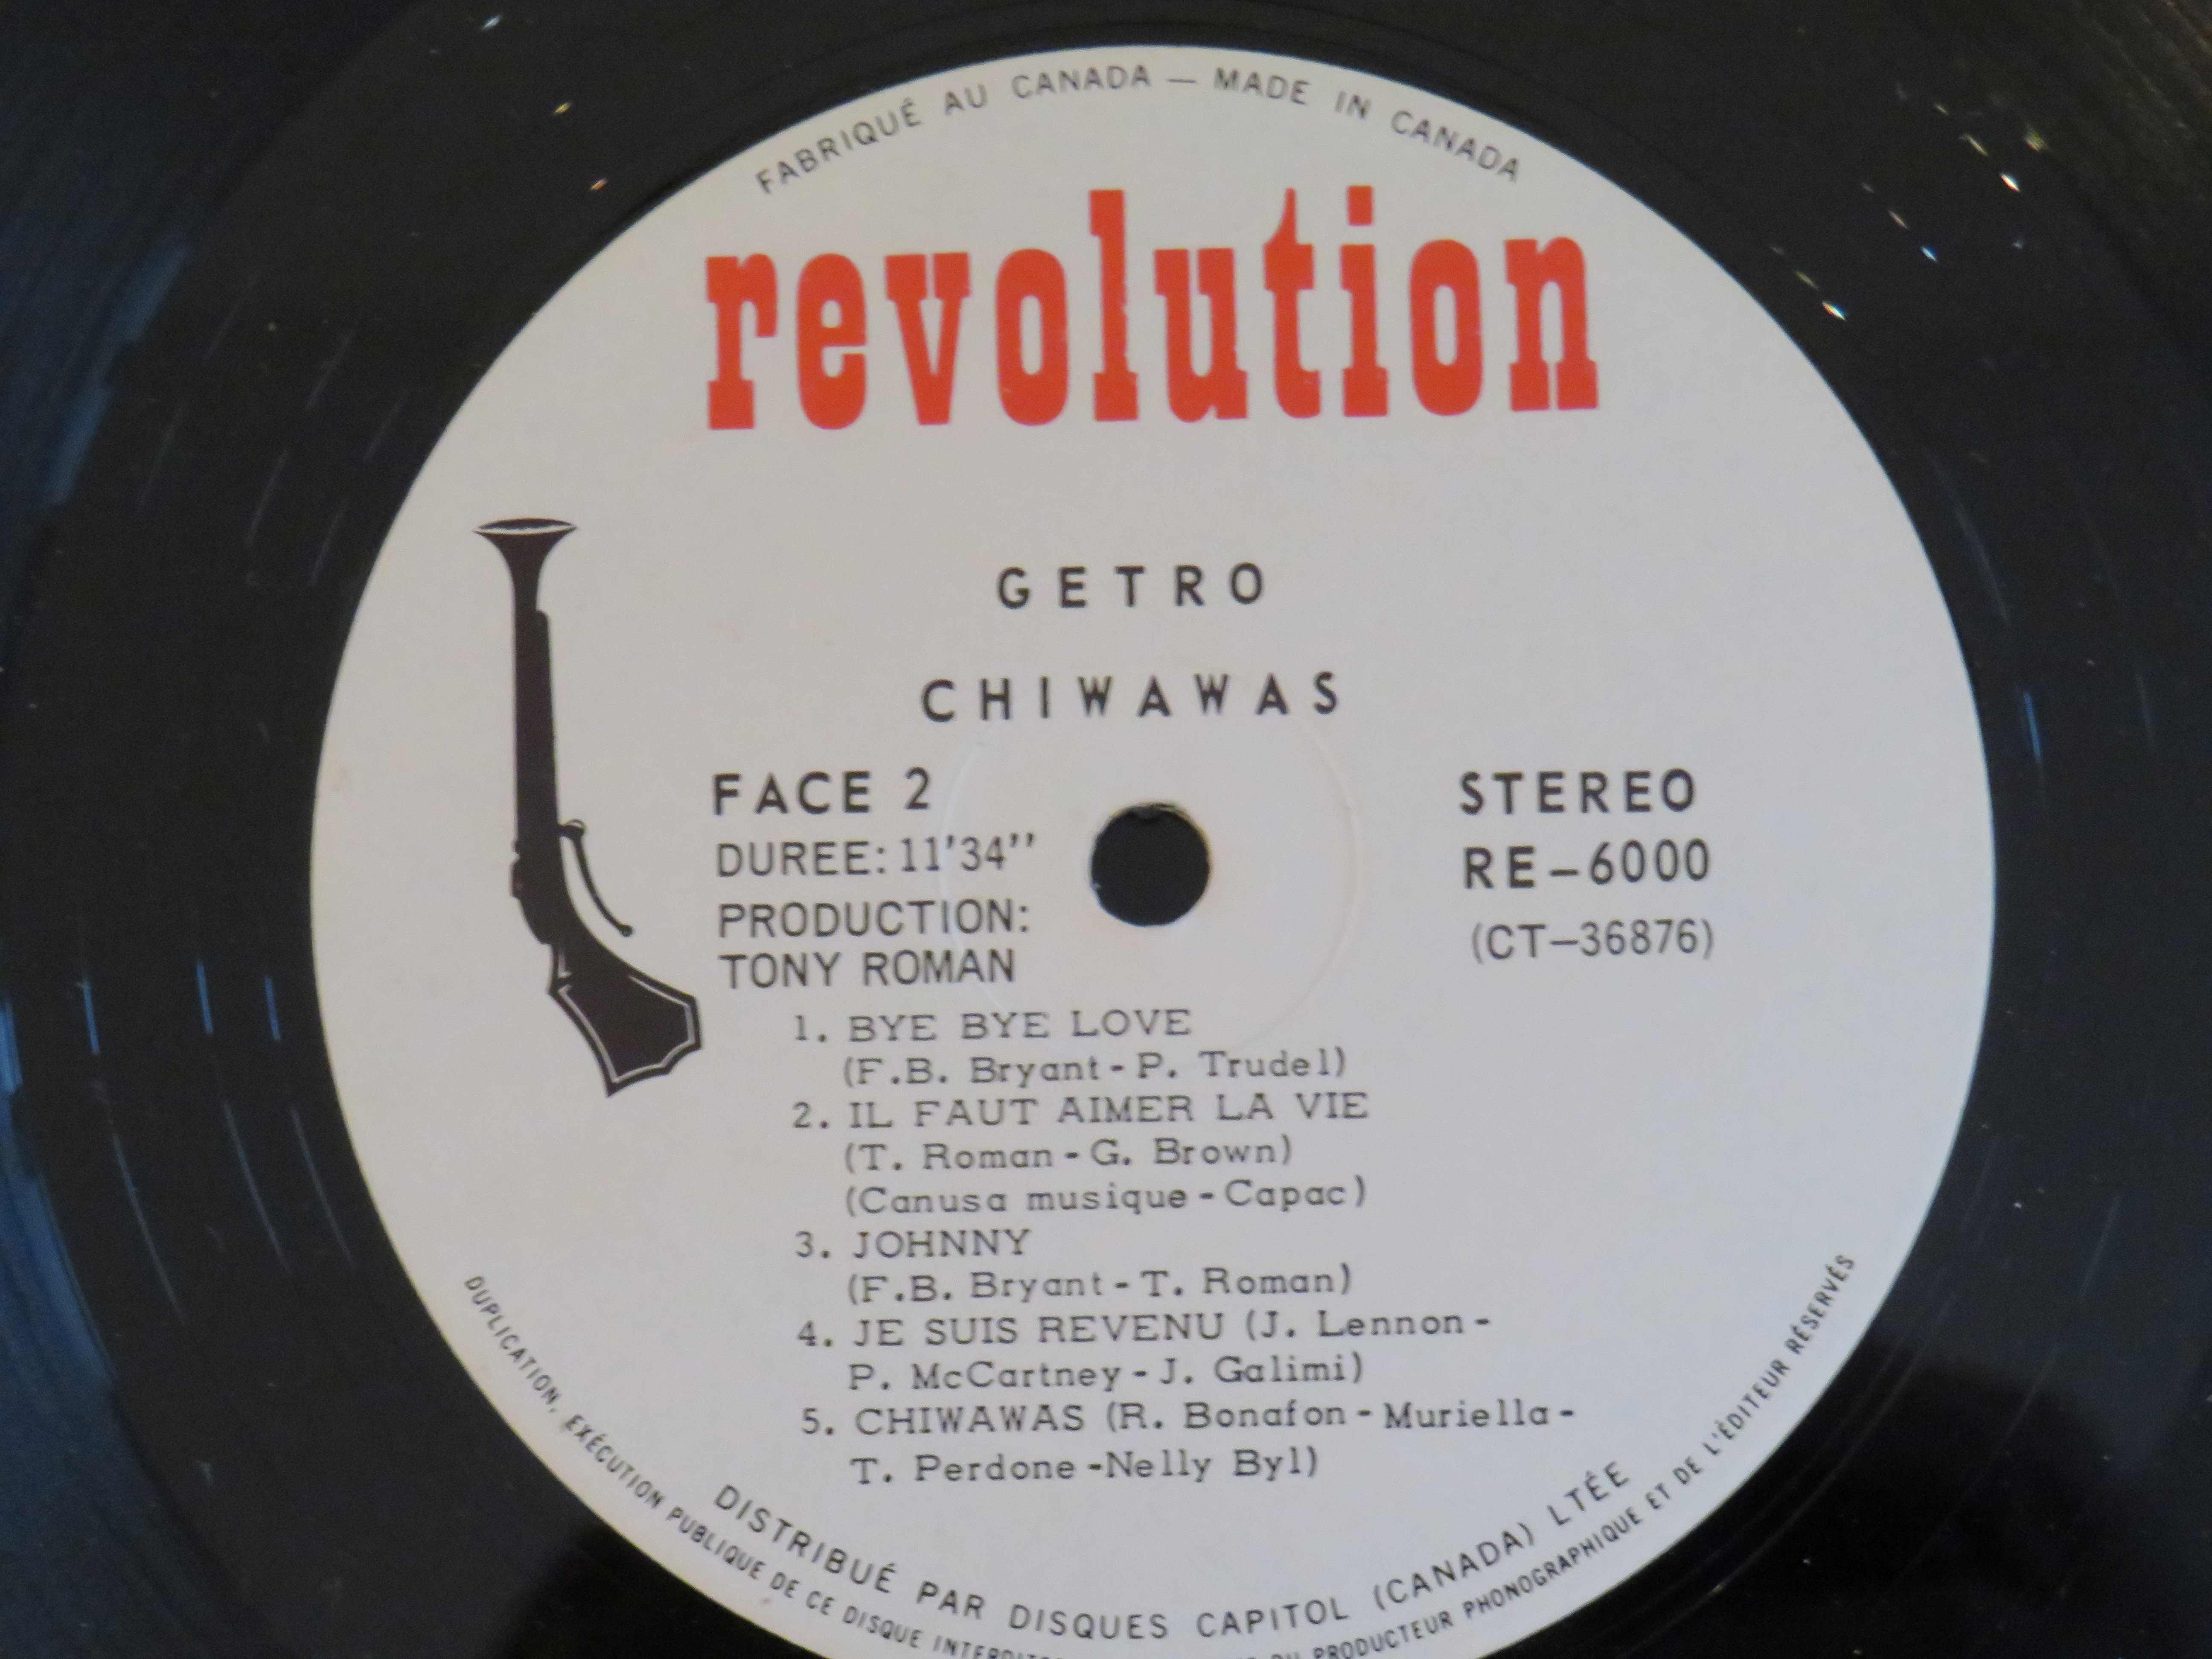 FABRIQUÉ AU CANADA — MADE IN CANADA
revolution
GETRO
CHIWAWAS
FACE 2
DUREE: 11'34''
PRODUCTION:
TONY ROMAN
STEREO
RE-6000
(CT-36876)
1. BYE BYE LOVE
(F.B. Bryant - P. Trudel)
2. IL FAUT AIMER LA VIE
(T. Roman - G. Brown)
(Canusa musique - Capac)
3. JOHNNY
(F.B. Bryant - T. Roman)
4. JE SUIS REVENU (J. Lennon -
P. McCartney - J. Galimi)
5. CHIWAWAS (R. Bonafon - Muriella -
T. Perdone -Nelly Byl)
DISTRIBUÉ PAR DISQUES CAPITOL (CANADA) LTÉE
DUPLICATION, EXÉCUTION PUBLIQUE DE CE DISQUE DU PRODUCTEUR PHONOGRAPHIQUE ET DE L'ÉDITEUR RÉSERVÉS